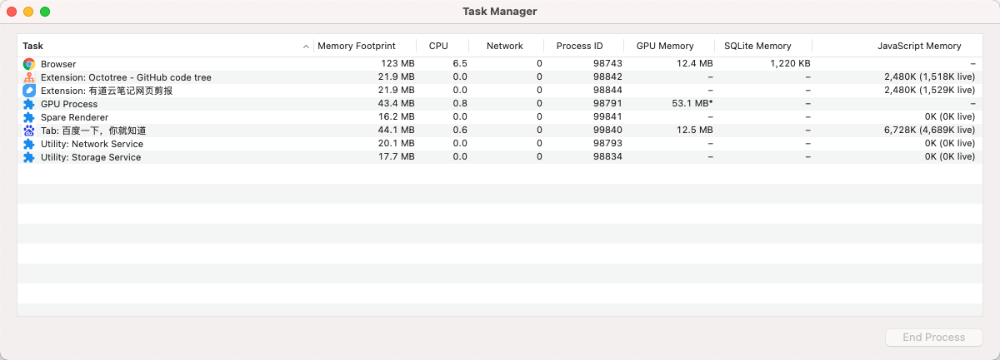 Task Manager
Task Memory Footprint CPU Network Process ID GPU Memory SQLite Memory JavaScript Memory
Browser 123 MB 6.5 0 98743 12.4 MB 1,220 KB –
Extension: Octotree - GitHub code tree 21.9 MB 0.0 0 98842 – – 2,480K (1,518K live)
Extension: 有道云笔记网页剪报 21.9 MB 0.0 0 98844 – – 2,480K (1,529K live)
GPU Process 43.4 MB 0.8 0 98791 53.1 MB* – –
Spare Renderer 16.2 MB 0.0 0 99841 – – 0K (0K live)
Tab: 百度一下，你就知道 44.1 MB 0.6 0 99840 12.5 MB – 6,728K (4,689K live)
Utility: Network Service 20.1 MB 0.0 0 98793 – – 0K (0K live)
Utility: Storage Service 17.7 MB 0.0 0 98834 – – 0K (0K live)
End Process